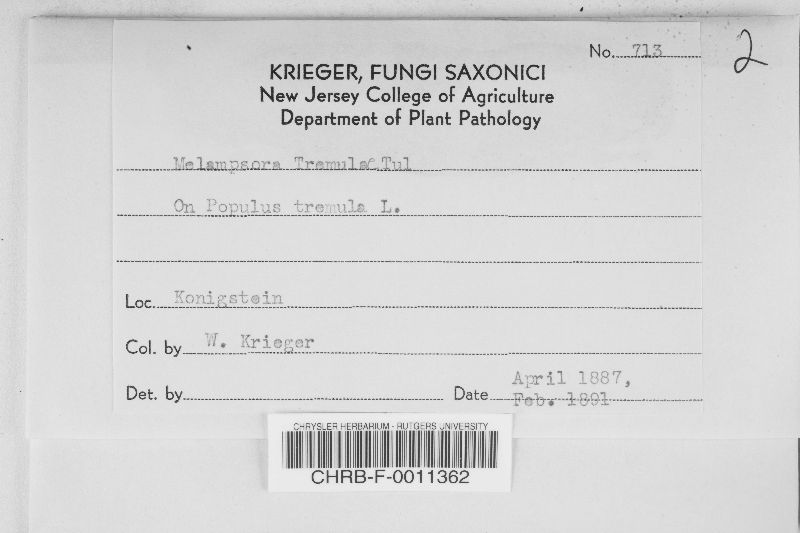 No. 713
2
KRIEGER, FUNGI SAXONICI
New Jersey College of Agriculture
Department of Plant Pathology
Melampsora Tremulae Tul
On Populus tremula L.
Loc. Konigstein
Col. by W. Krieger
Det. by
Date April 1887,
Feb. 1891
CHRYSLER HERBARIUM - RUTGERS UNIVERSITY
CHRB-F-0011362